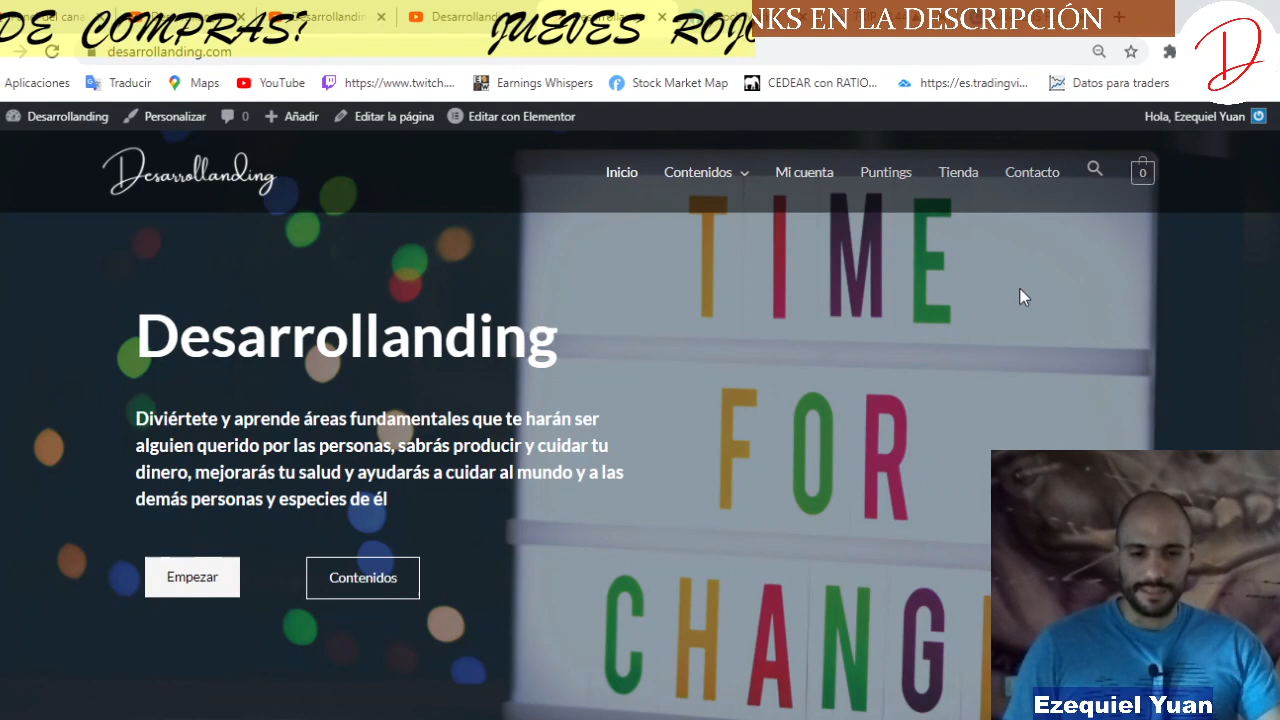 DE COMPRAS? JUEVES ROJO
NKS EN LA DESCRIPCIÓN
Desarrollandin
Desarrollandin
desarrollanding.com
Aplicaciones Traducir Maps YouTube https://www.twitch.... Earnings Whispers Stock Market Map CEDEAR con RATIO... https://es.tradingvi... Datos para traders
Desarrollanding Personalizar 0 Añadir Editar la página Editar con Elementor Hola, Ezequiel Yuan
Desarrollanding Inicio Contenidos Mi cuenta Puntings Tienda Contacto 0
TIME
FOR
CHANG
Desarrollanding
Diviértete y aprende áreas fundamentales que te harán ser
alguien querido por las personas, sabrás producir y cuidar tu
dinero, mejorarás tu salud y ayudarás a cuidar al mundo y a las
demás personas y especies de él
Empezar Contenidos
D
Ezequiel Yuan